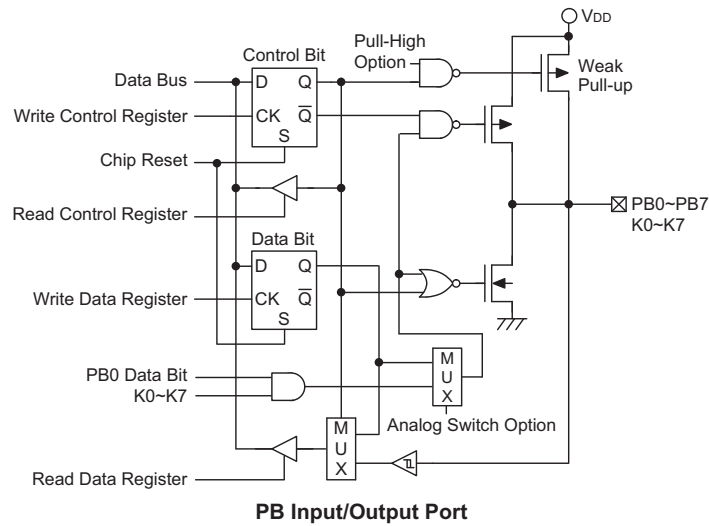 VDD
Control Bit
Pull-High
Option
Weak
Pull-up
Data Bus
D
Q
Write Control Register
CK
Q
S
Chip Reset
Read Control Register
PB0~PB7
K0~K7
Data Bit
D
Q
Write Data Register
CK
Q
S
PB0 Data Bit
K0~K7
M
U
X
Analog Switch Option
M
U
X
Read Data Register
PB Input/Output Port